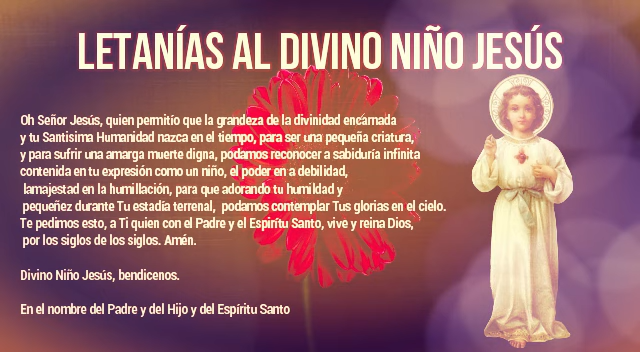 LETANÍAS AL DIVINO NIÑO JESÚS
Oh Señor Jesús, quien permitío que la grandeza de la divinidad encarnada
y tu Santisima Humanidad nazca en el tiempo, para ser una pequeña criatura,
y para sufrir una amarga muerte digna, podamos reconocer a sabiduría infinita
contenida en tu expresión como un niño, el poder en a debilidad,
lamajestad en la humillación, para que adorando tu humildad y
pequeñez durante Tu estadía terrenal, podamos contemplar Tus glorias en el cielo.
Te pedimos esto, a Ti quien con el Padre y el Espíritu Santo, vive y reina Dios,
por los siglos de los siglos. Amén.
Divino Niño Jesús, bendicenos.
En el nombre del Padre y del Hijo y del Espíritu Santo